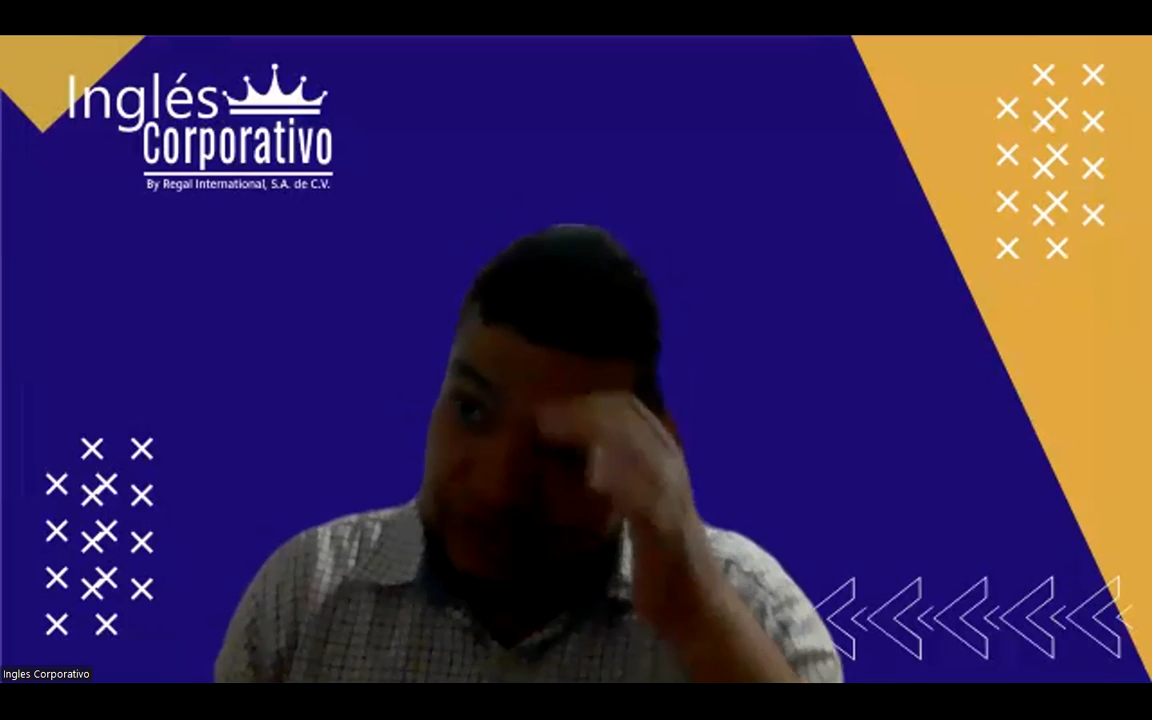 Inglés
Corporativo
By Regal International, S.A. de C.V.
Ingles Corporativo